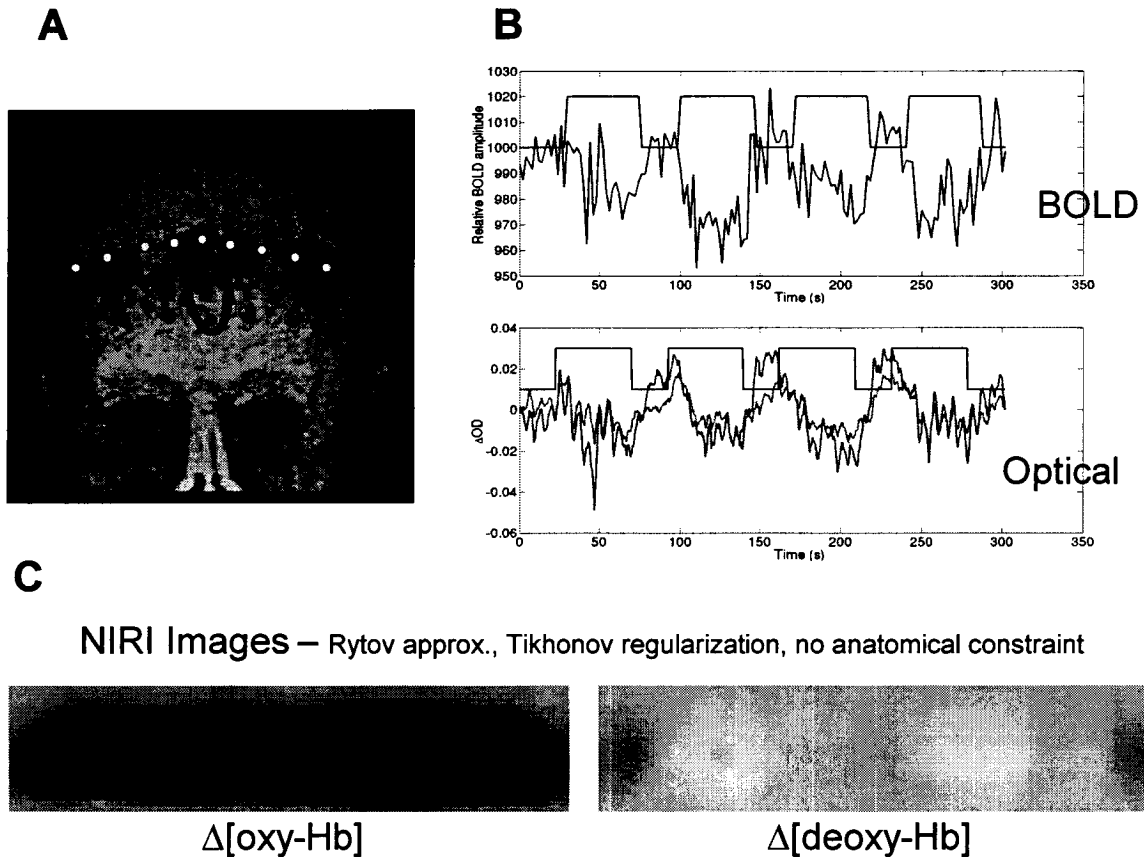 A
B
Relative BOLD amplitude
1030
1020
1010
1000
990
980
970
960
950
0
50
100
150
200
250
300
350
Time (s)
BOLD
ΔOD
0.04
0.02
0
-0.02
-0.04
-0.06
0
50
100
150
200
250
300
350
Time (s)
Optical
C
NIRI Images – Rytov approx., Tikhonov regularization, no anatomical constraint
Δ[oxy-Hb]
Δ[deoxy-Hb]